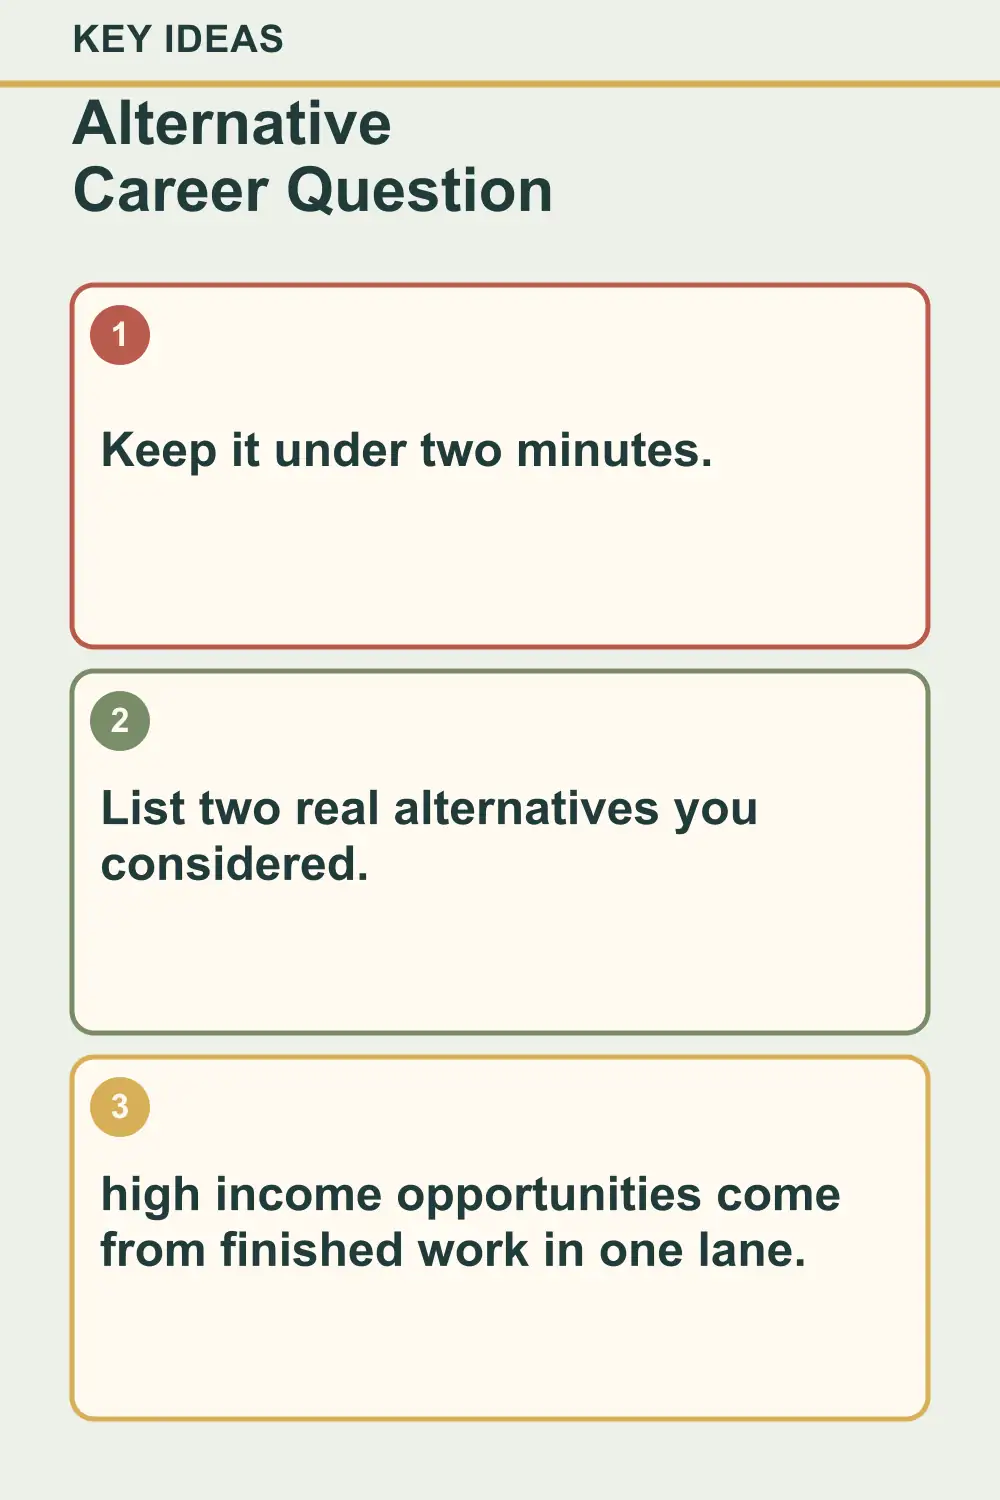 KEY IDEAS
Alternative
Career Question
1
Keep it under two minutes.
2
List two real alternatives you
considered.
3
high income opportunities come
from finished work in one lane.